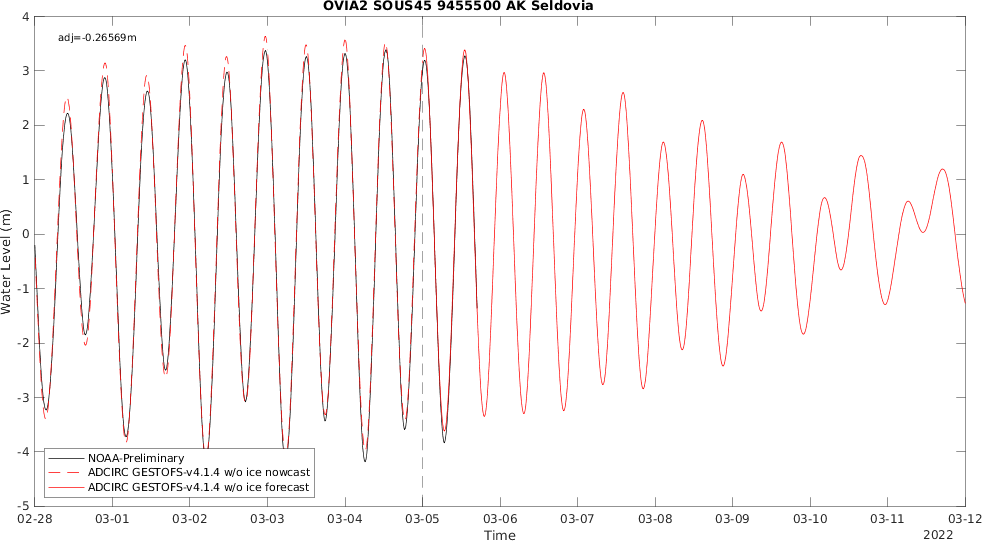 OVIA2 SOUS45 9455500 AK Seldovia
adj=-0.26569m
4
3
2
1
0
-1
-2
-3
-4
-5
Water Level (m)
NOAA-Preliminary
ADCIRC GESTOFS-v4.1.4 w/o ice nowcast
ADCIRC GESTOFS-v4.1.4 w/o ice forecast
02-28 03-01 03-02 03-03 03-04 03-05 03-06 03-07 03-08 03-09 03-10 03-11 03-12
Time
2022